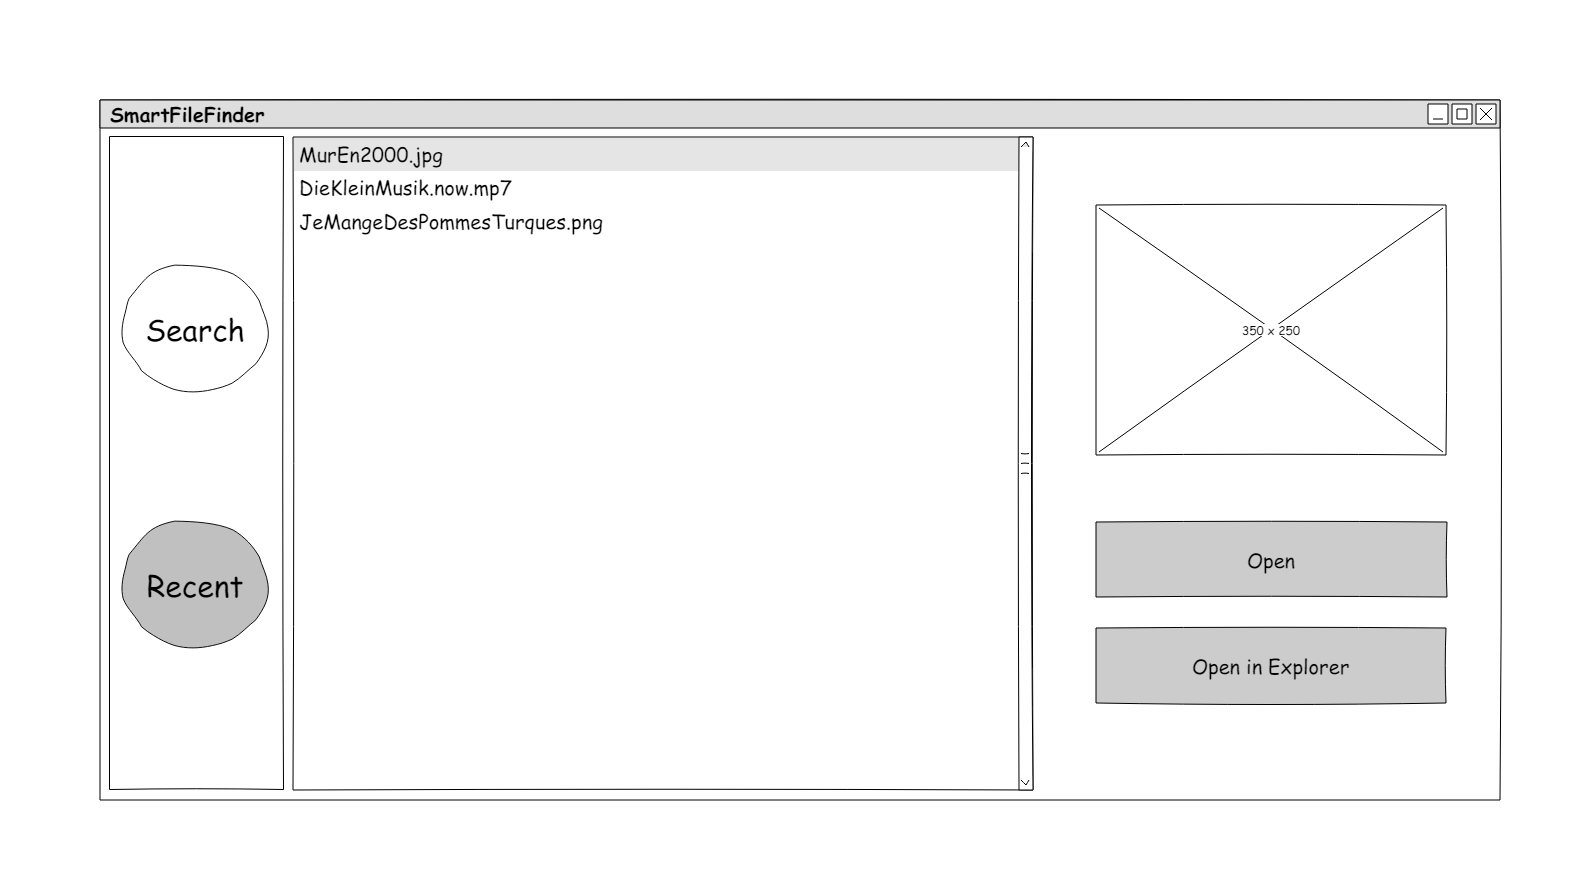 SmartFileFinder
Search
Recent
MurEn2000.jpg
DieKleinMusik.now.mp7
JeMangeDesPommesTurques.png
350 x 250
Open
Open in Explorer